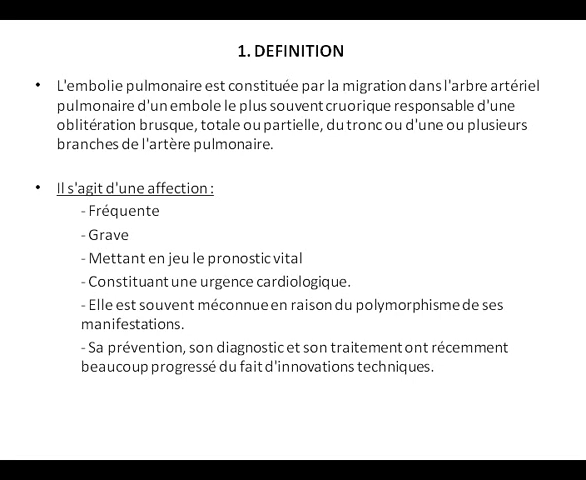 1. DEFINITION
• L'embolie pulmonaire est constituée par la migration dans l'arbre artériel
pulmonaire d'un embole le plus souvent cruorique responsable d'une
oblitération brusque, totale ou partielle, du tronc ou d'une ou plusieurs
branches de l'artère pulmonaire.
• Il s'agit d'une affection :
- Fréquente
- Grave
- Mettant en jeu le pronostic vital
- Constituant une urgence cardiologique.
- Elle est souvent méconnue en raison du polymorphisme de ses
manifestations.
- Sa prévention, son diagnostic et son traitement ont récemment
beaucoup progressé du fait d'innovations techniques.